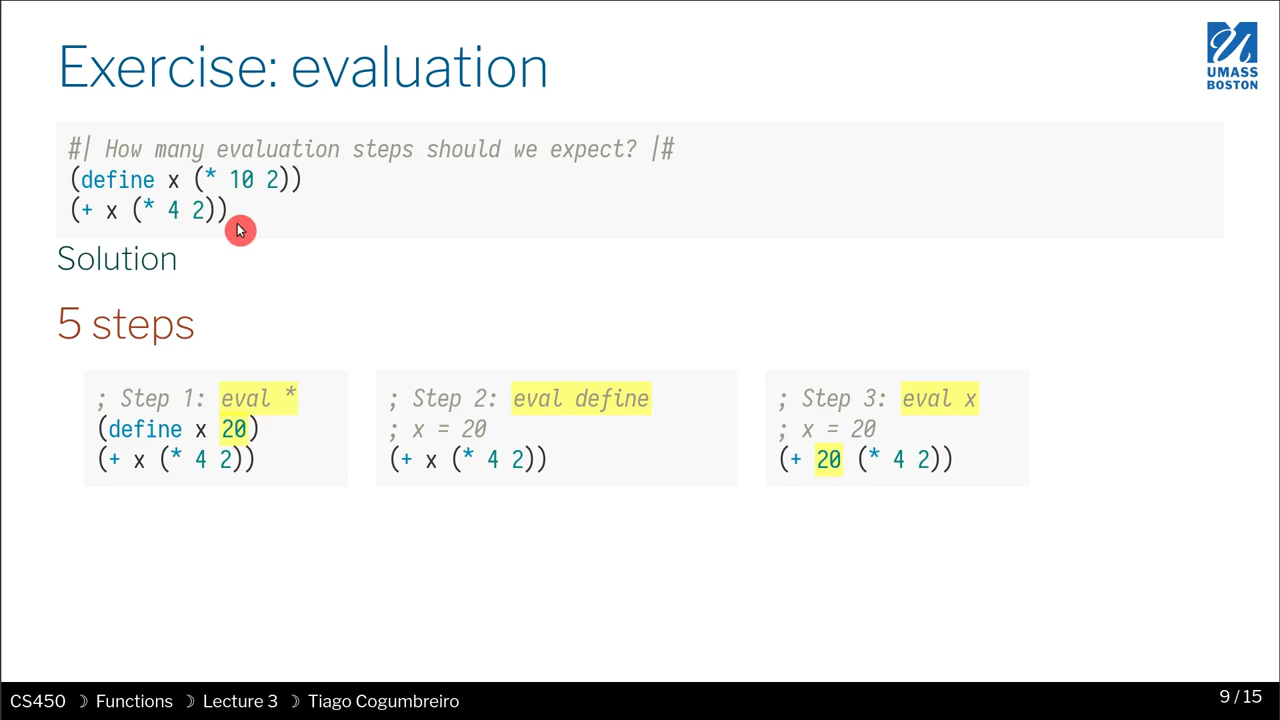 Exercise: evaluation
UMASS
BOSTON
#| How many evaluation steps should we expect? |#
(define x (* 10 2))
(+ x (* 4 2))
Solution
5 steps
; Step 1: eval *
(define x 20)
(+ x (* 4 2))
; Step 2: eval define
; x = 20
(+ x (* 4 2))
; Step 3: eval x
; x = 20
(+ 20 (* 4 2))
CS450 ☽ Functions ☽ Lecture 3 ☽ Tiago Cogumbreiro
9 / 15